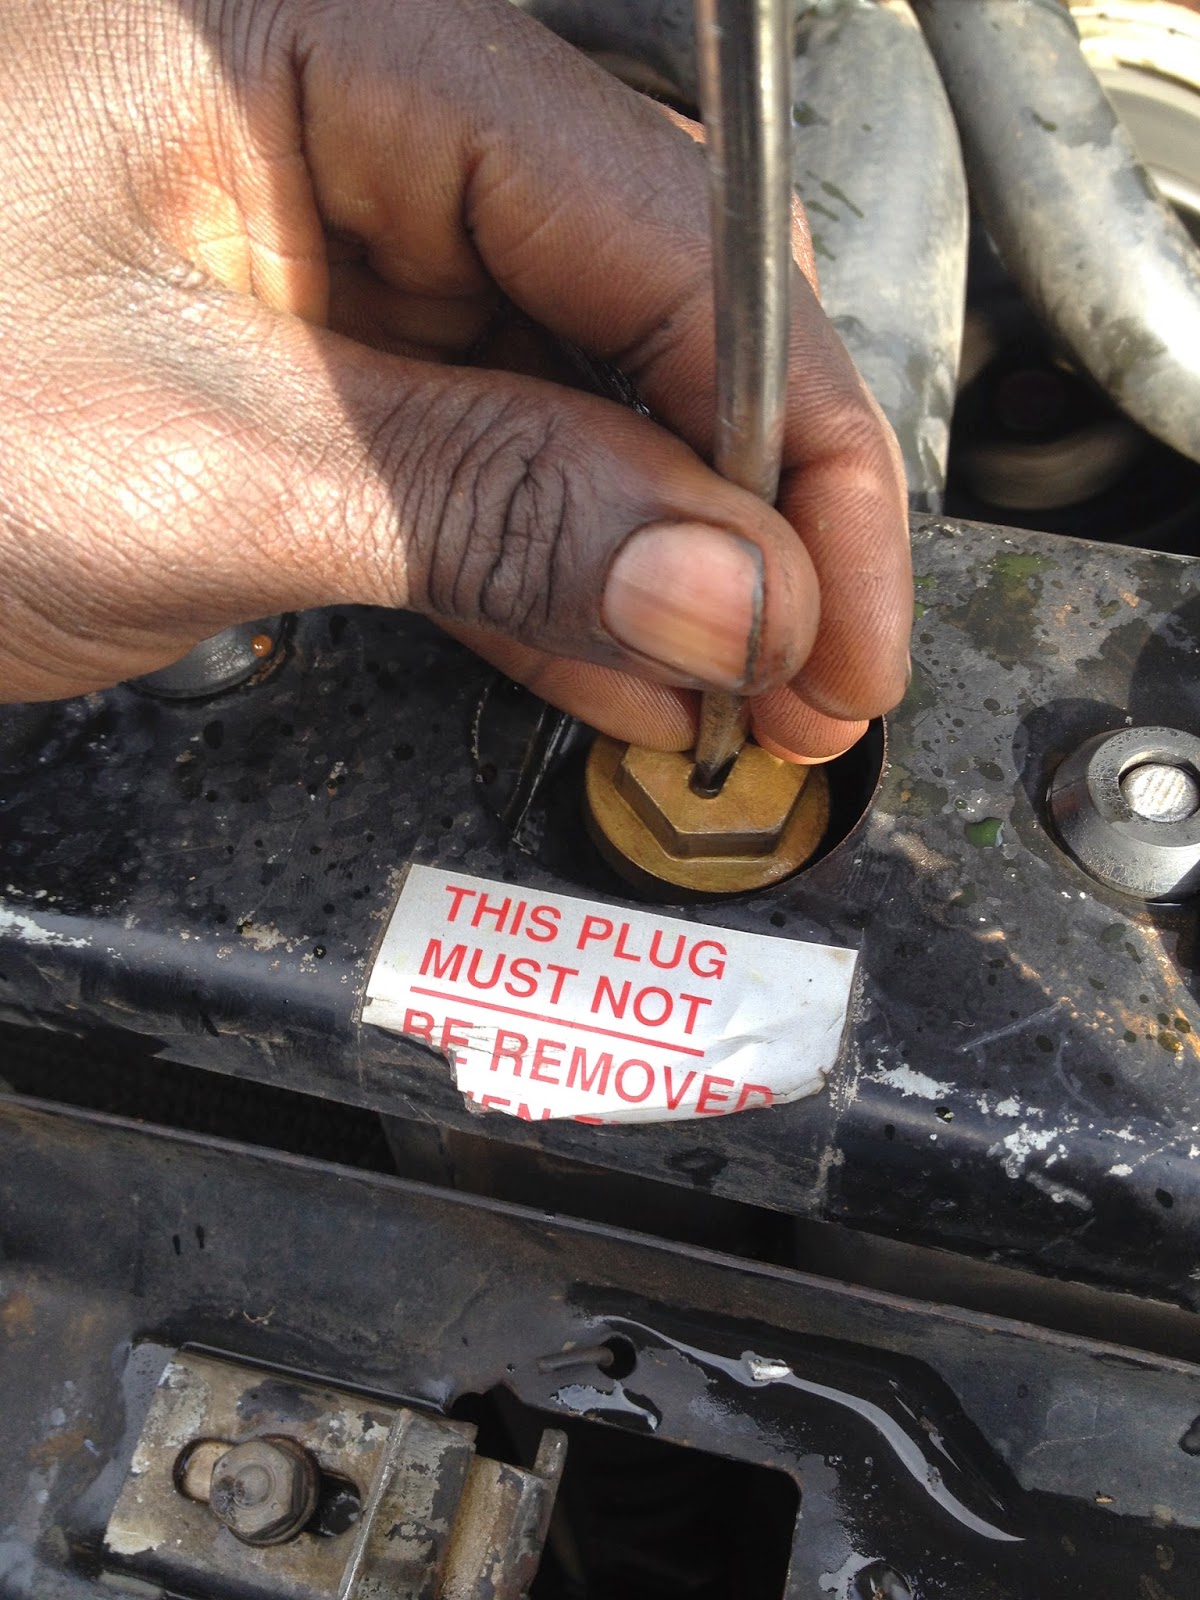 THIS PLUG
MUST NOT
BE REMOVED